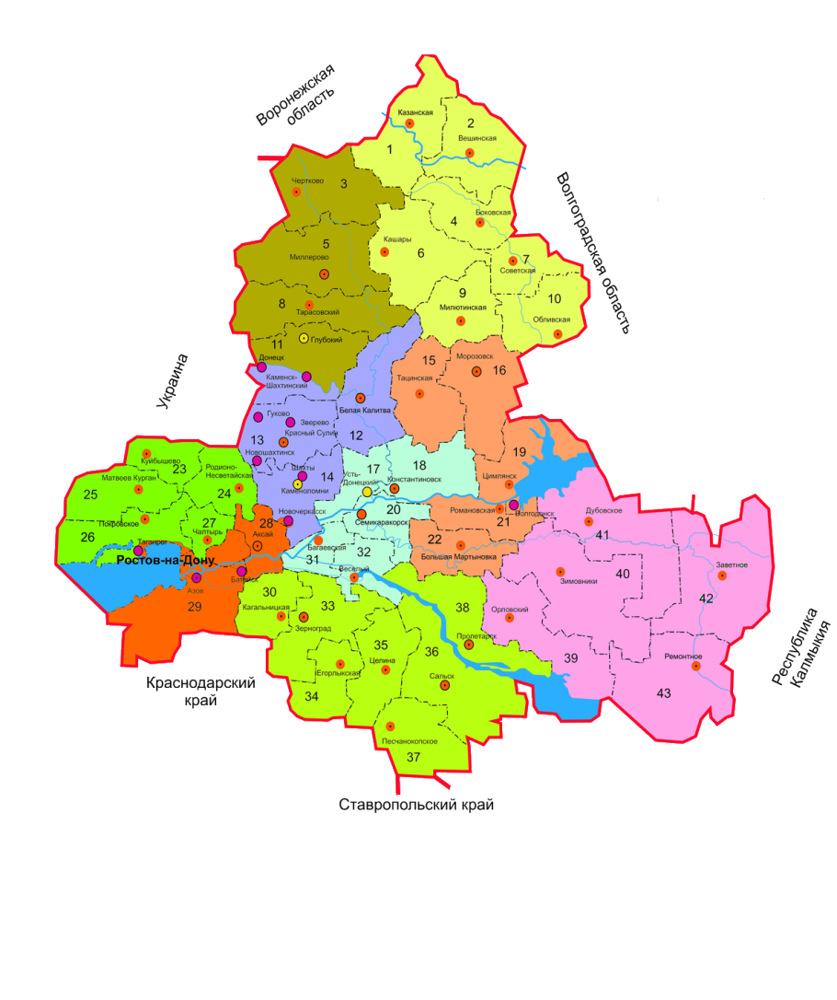 Воронежская
область
Казанская
2
Вешинская
1
Чертково
3
Волгоградская область
4
Боковская
5
Кашары
6
Миллерово
7
Советская
9
8
Милютинская
10
Тарасовский
Обливская
11
Глубокий
Украина
Донецк
15
Морозовск
16
Каменск-
Шахтинский
Тацинская
Белая Калитва
Гуково
Зверево
Красный Сулин
13
12
Новошахтинск
19
Куйбышево
23
Родионо-
Несветайская
Шахты
14
17
18
Усть-
Донецкий
Константиновск
Цимлянск
Матвеев Курган
25
24
Каменоломни
Новочеркасск
20
Романовская
Волгодонск
Дубовское
Покровское
27
28
Семикаракорск
21
41
26
Чалтырь
Аксай
22
Таганрог
Багаевская
32
Большая Мартыновка
Заветное
Ростов-на-Дону
31
Веселый
40
Зимовники
Азов
Батайск
30
42
29
Кагальницкая
33
38
Орловский
Зерноград
Пролетарск
35
36
39
Ремонтное
Республика
Калмыкия
Целина
Егорлыкская
Сальск
Краснодарский
край
34
43
Песчанокопское
37
Ставропольский край